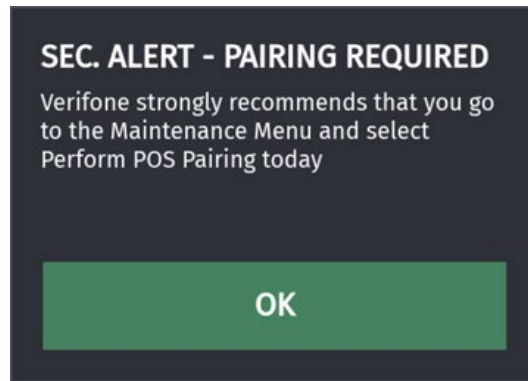 SEC. ALERT - PAIRING REQUIRED
Verifone strongly recommends that you go
to the Maintenance Menu and select
Perform POS Pairing today
OK